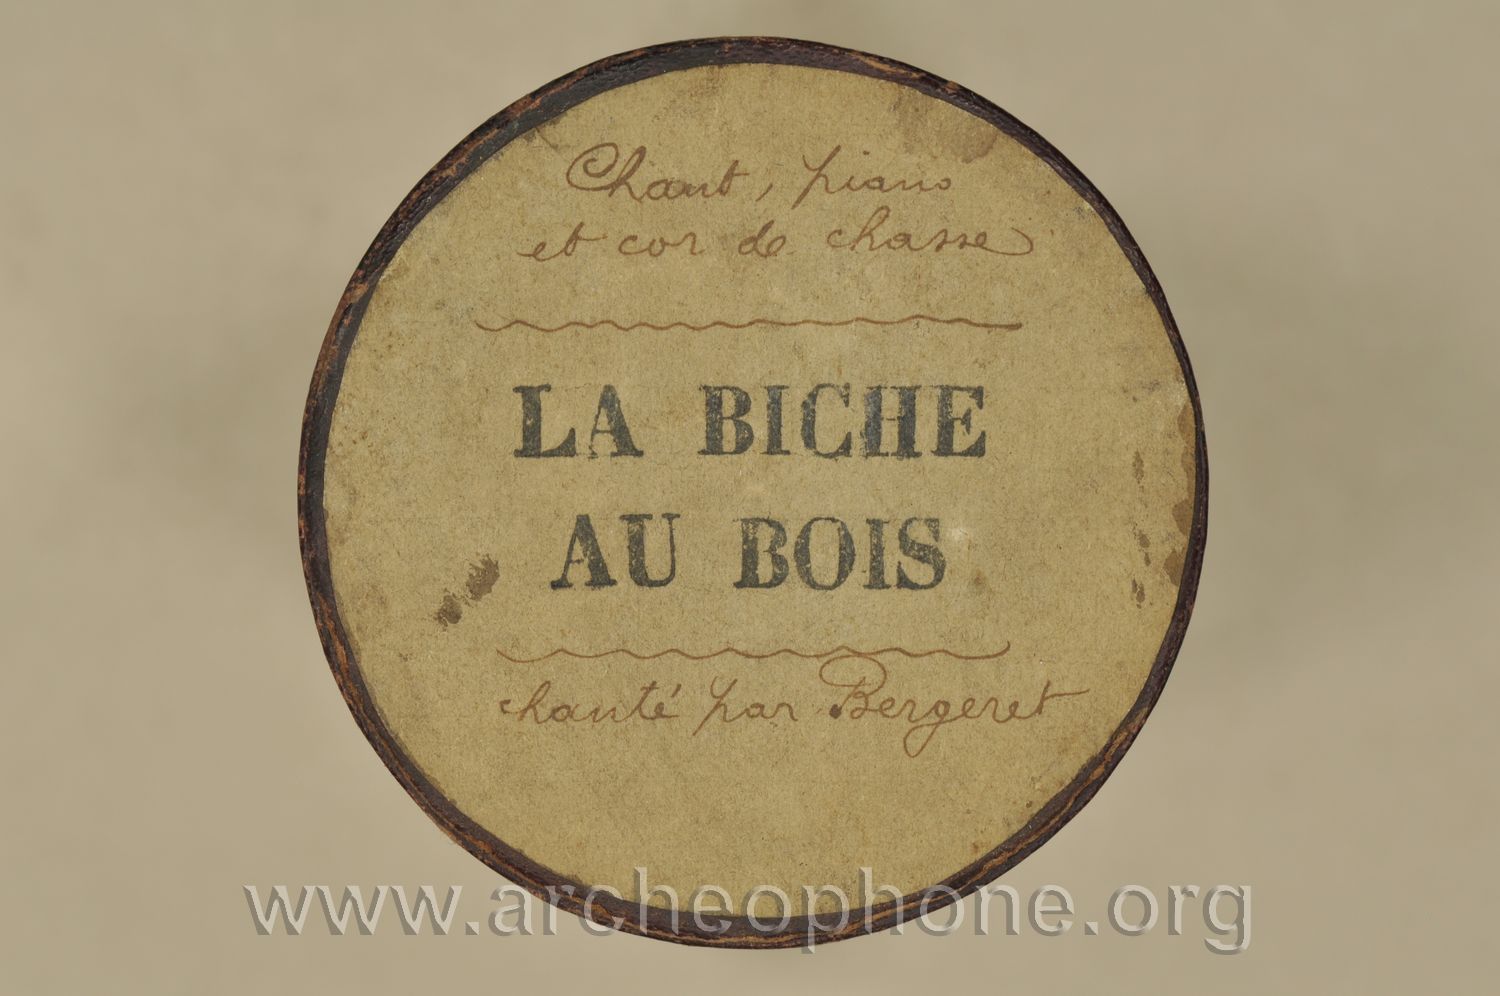 Chant, piano
et cor de chasse
LA BICHE
AU BOIS
chanté par Bergeret
www.archeophone.org